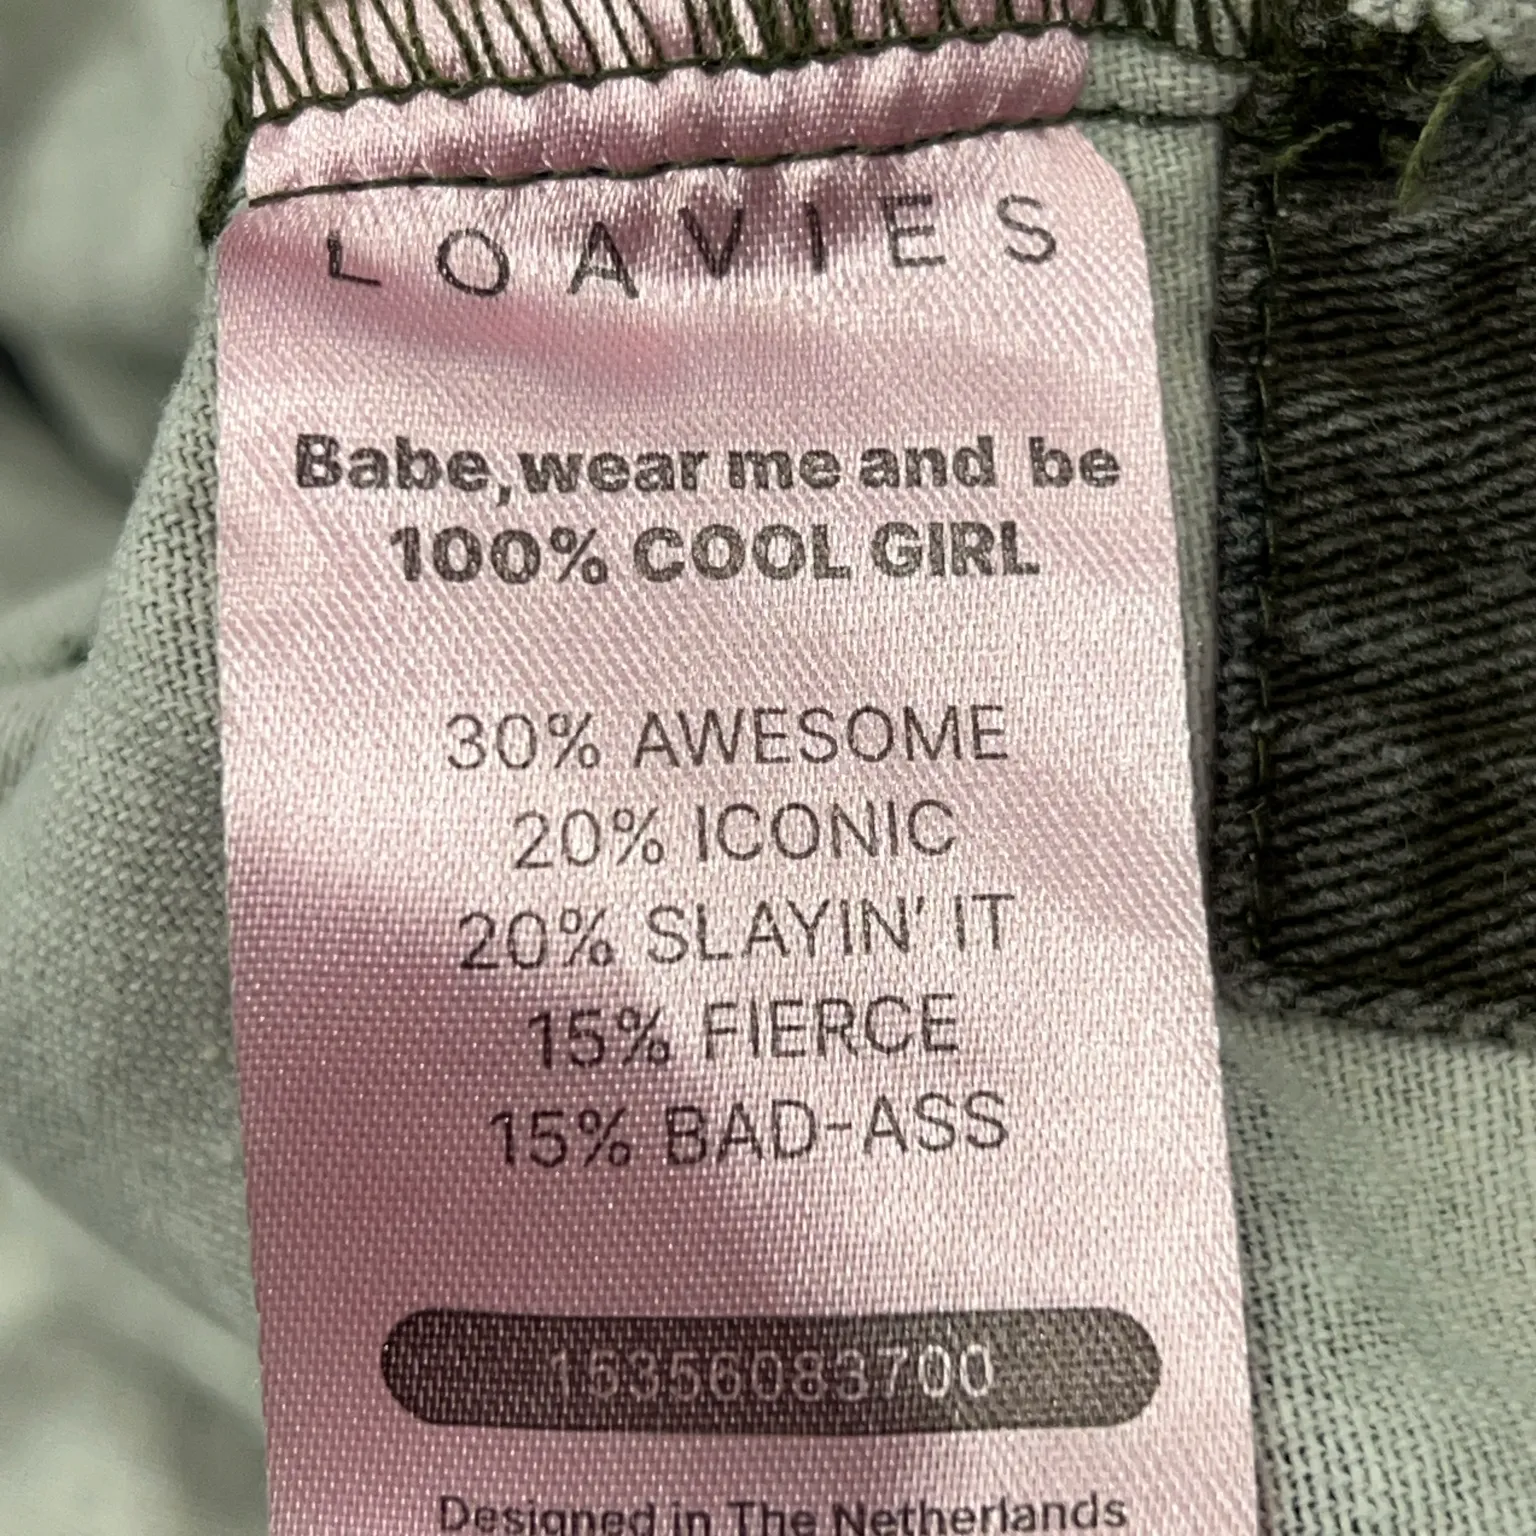 LOAVIES
Babe, wear me and be
100% COOL GIRL
30% AWESOME
20% ICONIC
20% SLAYIN' IT
15% FIERCE
15% BAD-ASS
15356083700
Designed in The Netherlands